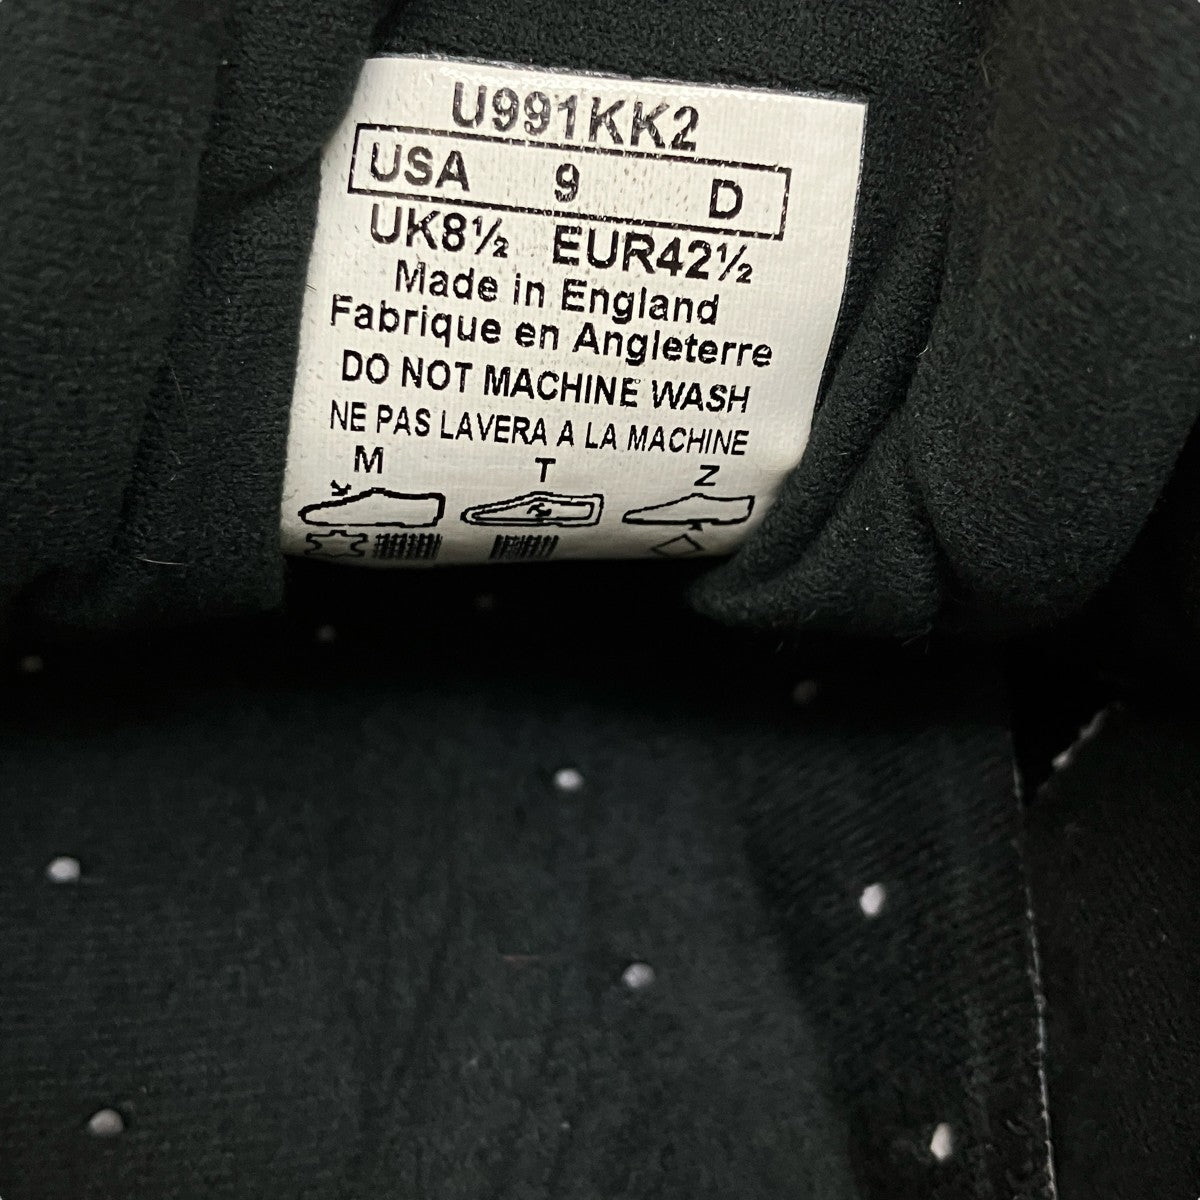 U991KK2
USA 9 D
UK8½ EUR42½
Made in England
Fabrique en Angleterre
DO NOT MACHINE WASH
NE PAS LAVERA A LA MACHINE
M T Z